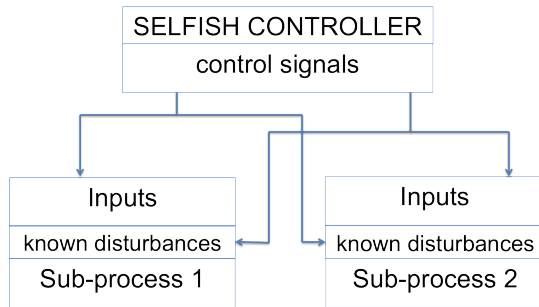 SELFISH CONTROLLER
control signals
Inputs
known disturbances
Sub-process 1
Inputs
known disturbances
Sub-process 2